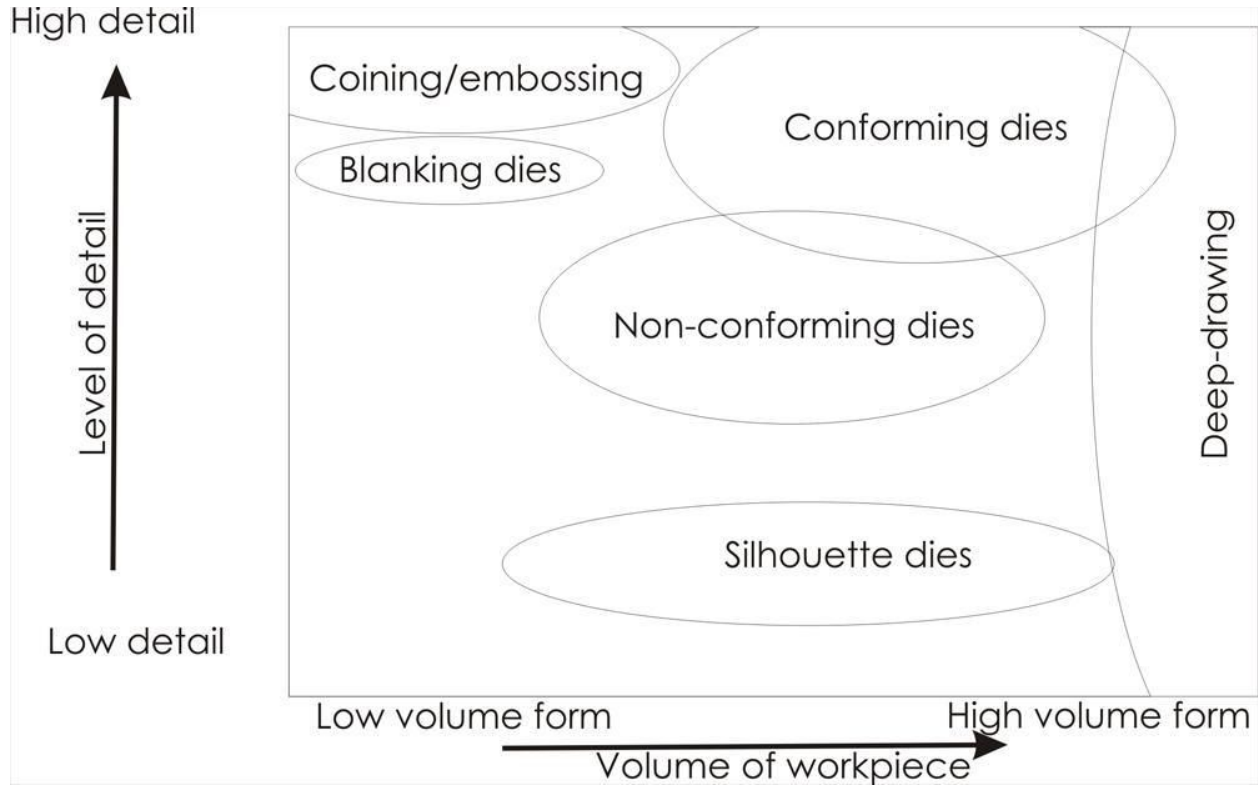 High detail
Coining/embossing
Conforming dies
Blanking dies
Level of detail
Deep-drawing
Non-conforming dies
Silhouette dies
Low detail
Low volume form
High volume form
Volume of workpiece